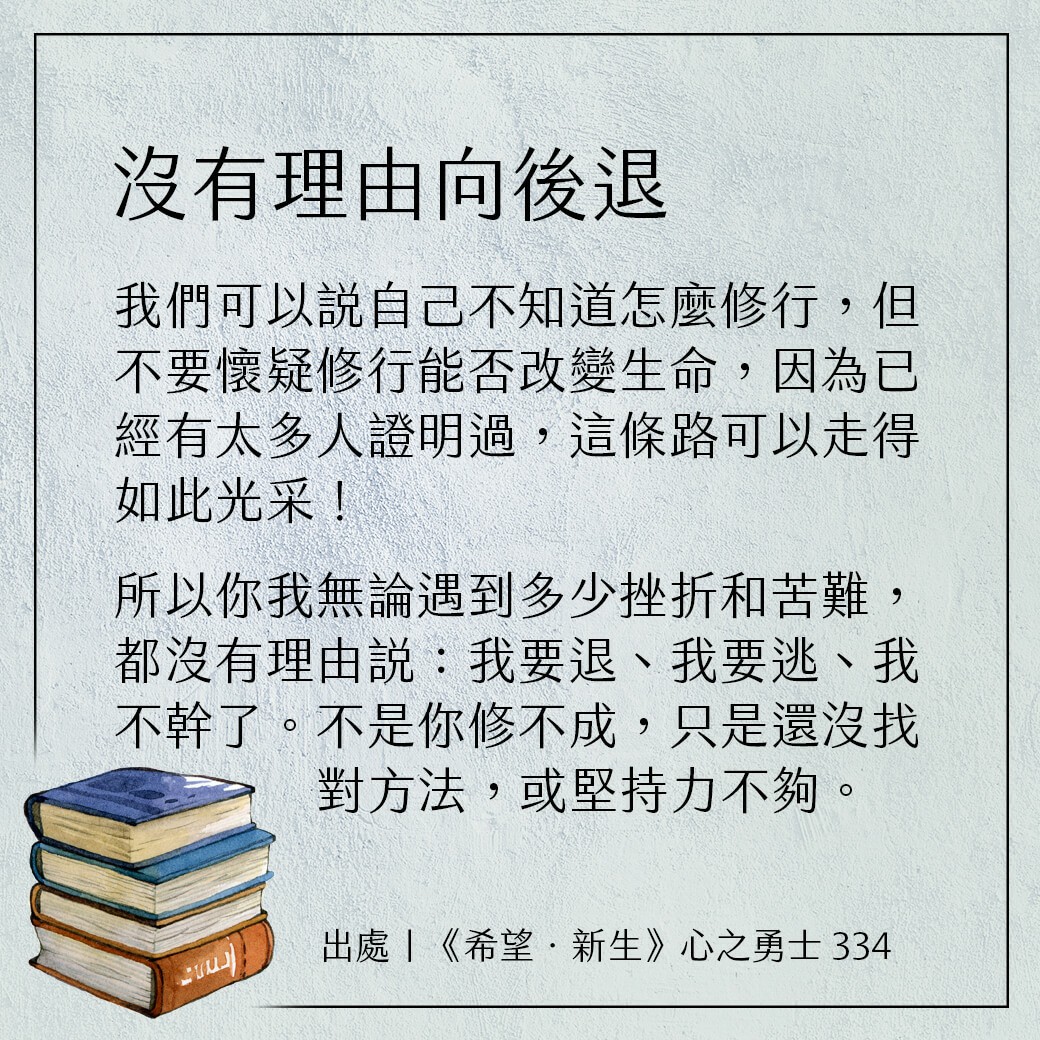 沒有理由向後退
我們可以説自己不知道怎麼修行，但
不要懷疑修行能否改變生命，因為已
經有太多人證明過，這條路可以走得
如此光采！
所以你我無論遇到多少挫折和苦難，
都沒有理由説：我要退、我要逃、我
不幹了。不是你修不成，只是還沒找
對方法，或堅持力不夠。
出處｜《希望．新生》心之勇士 334